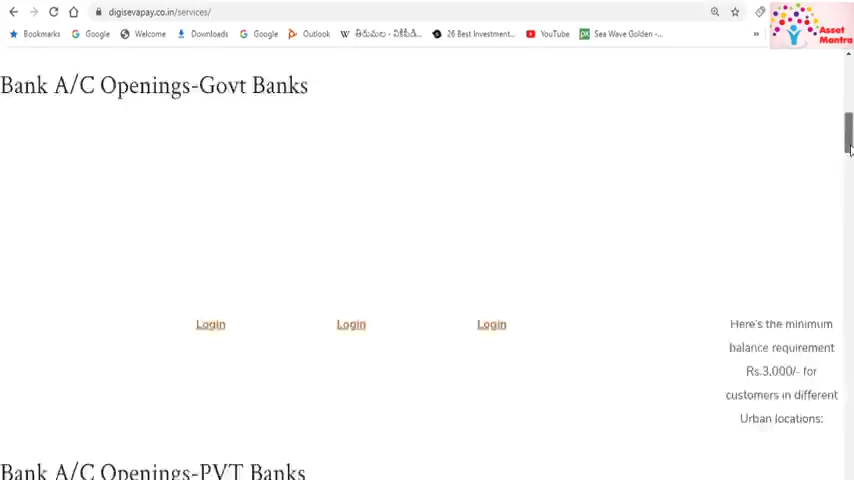 digisevapay.co.in/services/
Bookmarks Google Welcome Downloads Google Outlook తిరుమల - వికీపీడి... 26 Best Investment... YouTube Sea Wave Golden -... »
Asset
Mantra
Bank A/C Openings-Govt Banks
Login Login Login
Here's the minimum
balance requirement
Rs.3,000/- for
customers in different
Urban locations:
Bank A/C Openings-PVT Banks